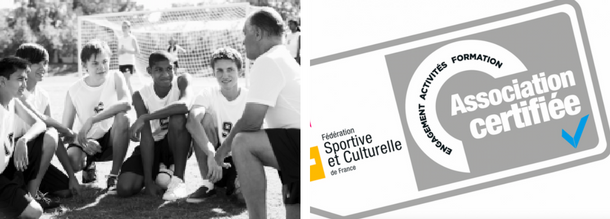 Fédération
Sportive
et Culturelle
de France
ENGAGEMENT ACTIVITÉS FORMATION
Association
certifiée